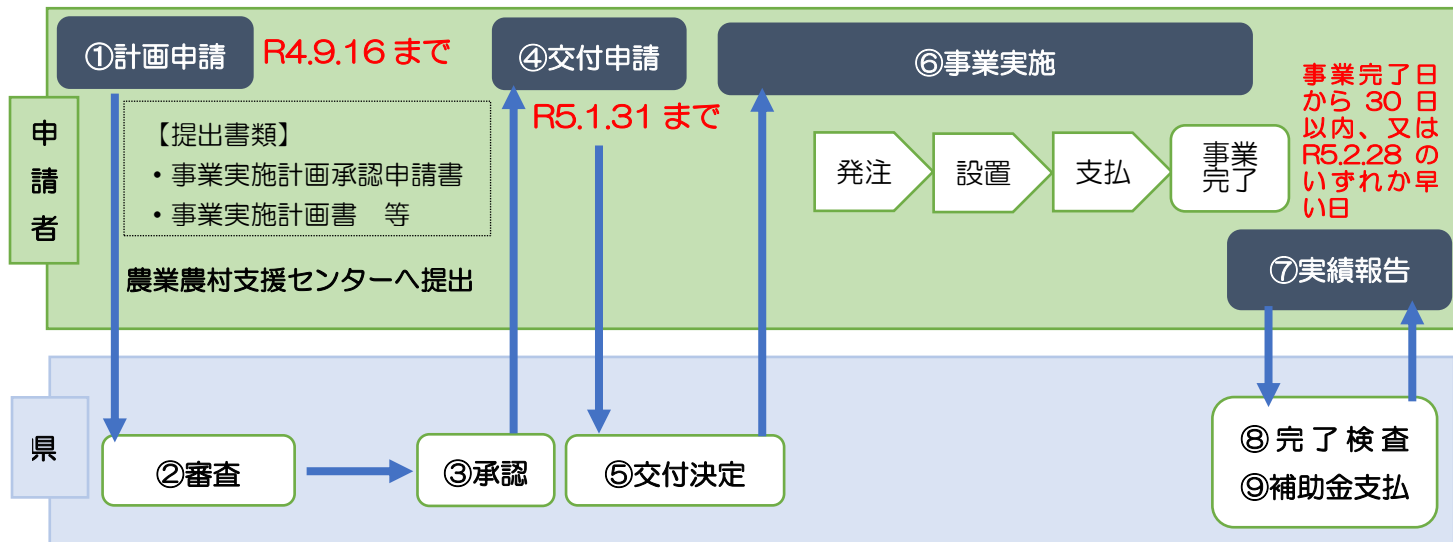 ①計画申請
R4.9.16 まで
④交付申請
R5.1.31 まで
⑥事業実施
事業完了日
から 30 日
以内、又は
R5.2.28 の
いずれか早
い日
申請者
【提出書類】
・事業実施計画承認申請書
・事業実施計画書　等
農業農村支援センターへ提出
発注
設置
支払
事業
完了
⑦実績報告
県
②審査
③承認
⑤交付決定
⑧完了検査
⑨補助金支払